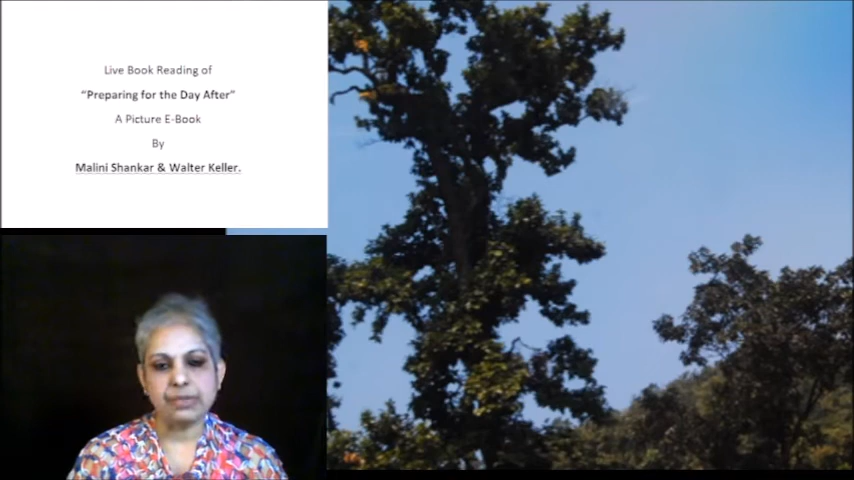 Live Book Reading of
“Preparing for the Day After”
A Picture E-Book
By
Malini Shankar & Walter Keller.